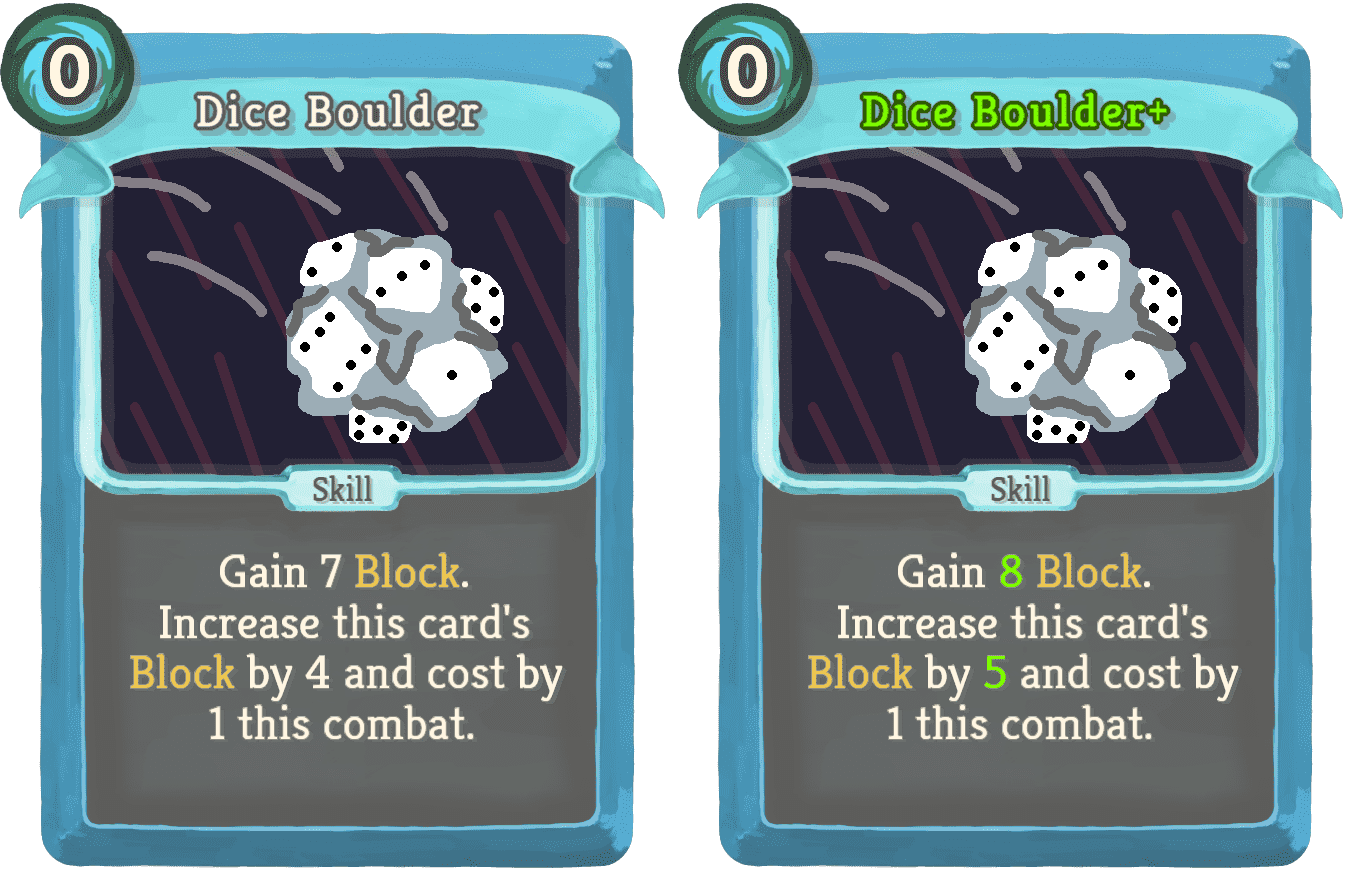 0
Dice Boulder
Skill
Gain 7 Block.
Increase this card's
Block by 4 and cost by
1 this combat.
0
Dice Boulder+
Skill
Gain 8 Block.
Increase this card's
Block by 5 and cost by
1 this combat.